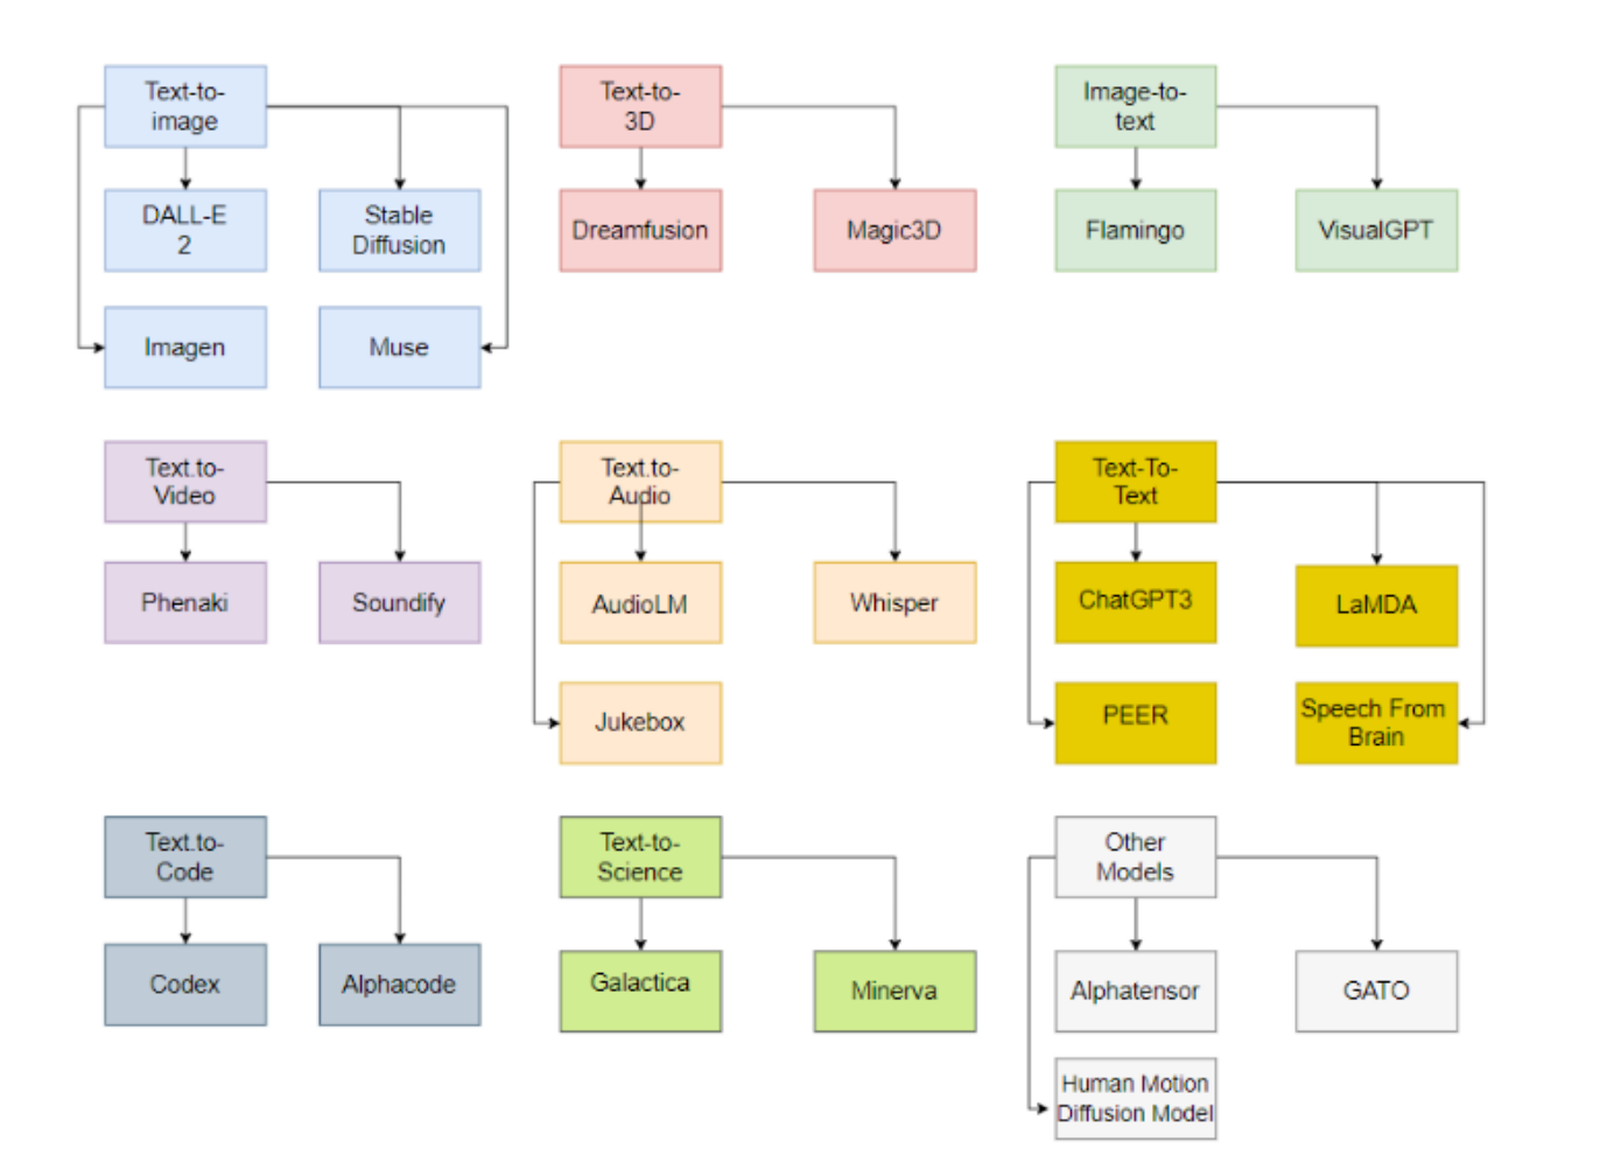 Text-to-
image
Text-to-
3D
Image-to-
text
DALL-E
2
Stable
Diffusion
Dreamfusion
Magic3D
Flamingo
VisualGPT
Imagen
Muse
Text.to-
Video
Text.to-
Audio
Text-To-
Text
Phenaki
Soundify
AudioLM
Whisper
ChatGPT3
LaMDA
Jukebox
PEER
Speech From
Brain
Text.to-
Code
Text-to-
Science
Other
Models
Codex
Alphacode
Galactica
Minerva
Alphatensor
GATO
Human Motion
Diffusion Model